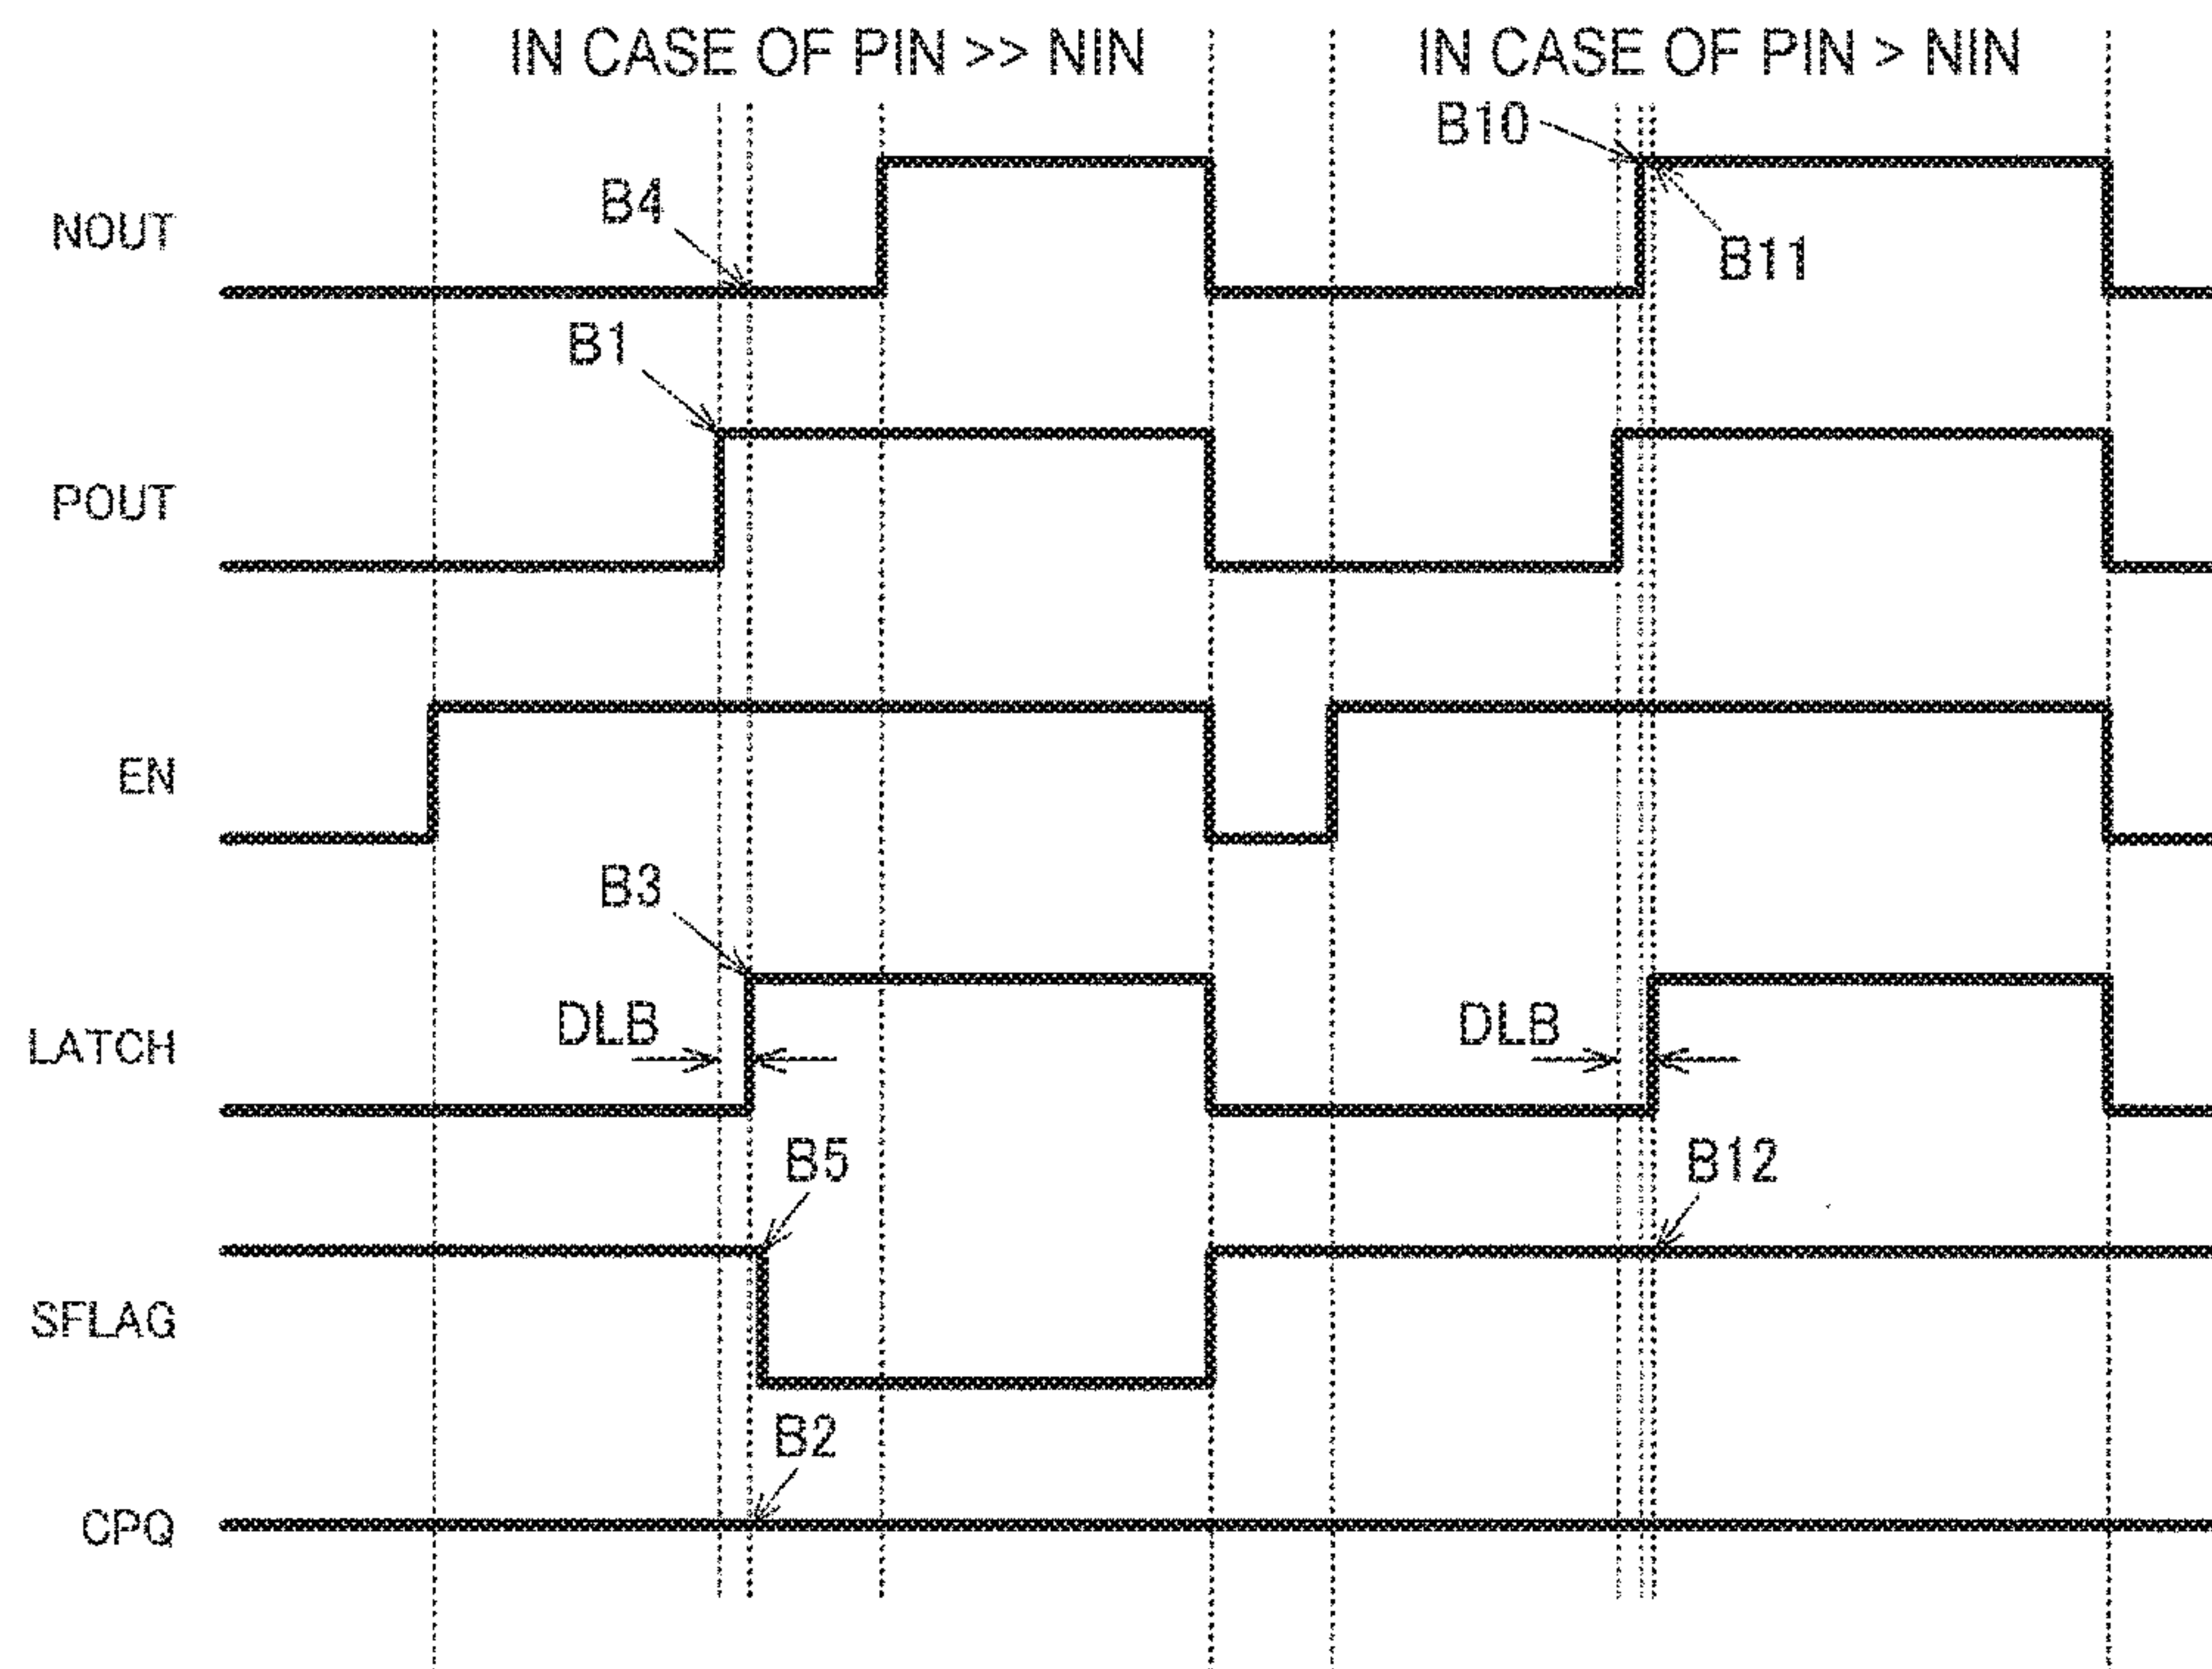 IN CASE OF PIN >> NIN
IN CASE OF PIN > NIN
B10
B4
NOUT
B11
B1
POUT
EN
B3
DLB
DLB
LATCH
B5
B12
SFLAG
B2
CPQ